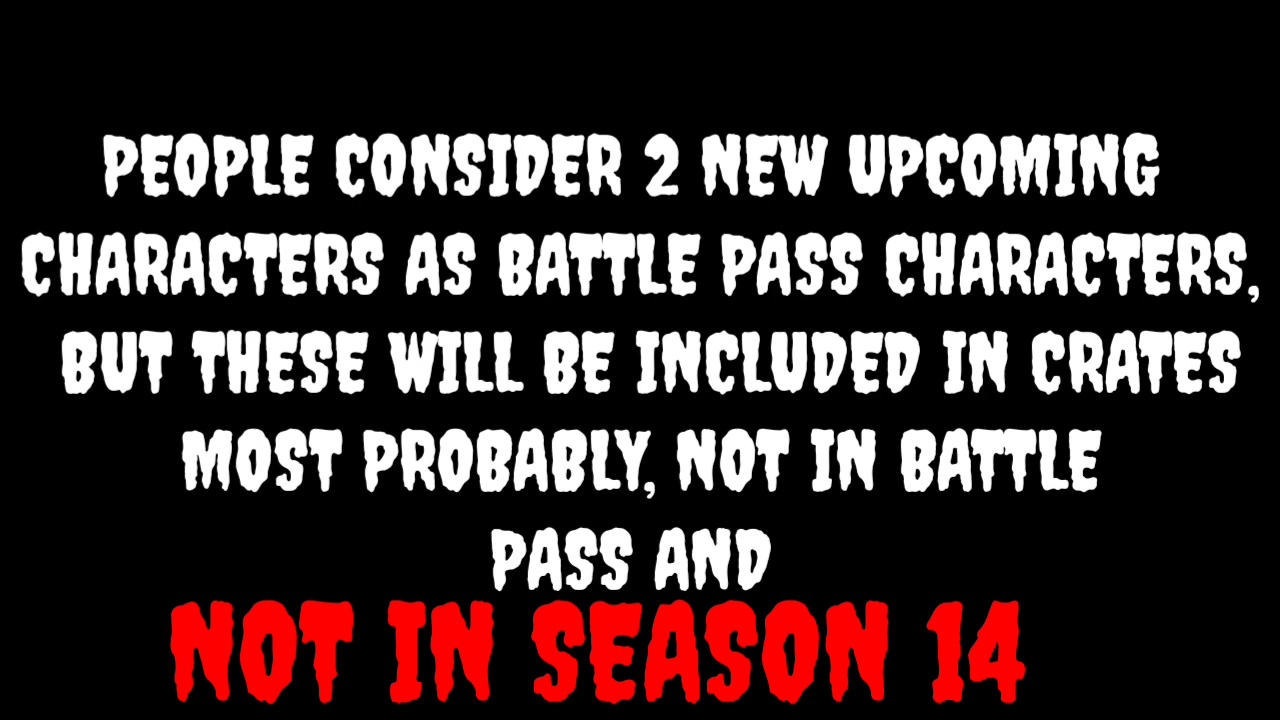 PEOPLE CONSIDER 2 NEW UPCOMING
CHARACTERS AS BATTLE PASS CHARACTERS,
BUT THESE WILL BE INCLUDED IN CRATES
MOST PROBABLY, NOT IN BATTLE
PASS AND
NOT IN SEASON 14